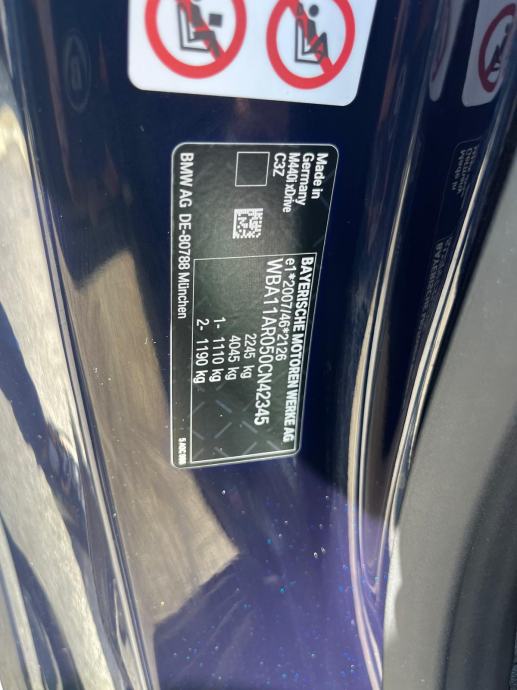 BAYERISCHE MOTOREN WERKE AG
e1*2007/46*2126
WBA11AR050CN42345
2245 kg
4045 kg
1- 1110 kg
2- 1190 kg
Made in
Germany
M440i xDrive
C3Z
BMW AG DE-80788 München